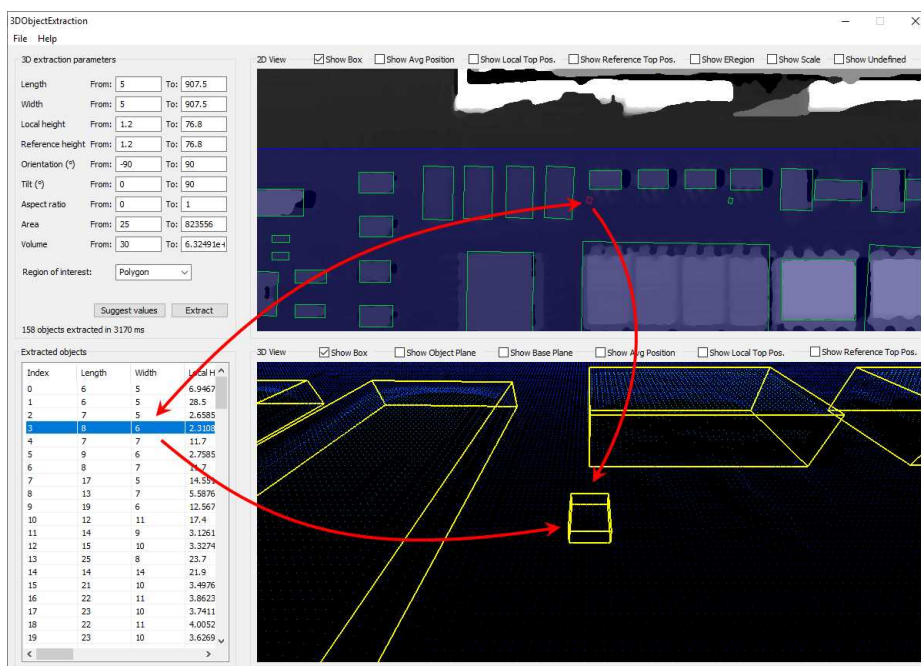 3DObjectExtraction
File Help
3D extraction parameters
Length From: 5 To: 907.5
Width From: 5 To: 907.5
Local height From: 1.2 To: 76.8
Reference height From: 1.2 To: 76.8
Orientation (°) From: -90 To: 90
Tilt (°) From: 0 To: 90
Aspect ratio From: 0 To: 1
Area From: 25 To: 823556
Volume From: 30 To: 6.32491e+
Region of interest: Polygon
Suggest values Extract
158 objects extracted in 3170 ms
2D View Show Box Show Avg Position Show Local Top Pos. Show Reference Top Pos. Show ERegion Show Scale Show Undefined
Extracted objects
Index Length Width Local H
0 6 5 6.9467
1 6 5 28.5
2 7 5 2.6585
3 8 6 2.3108
4 7 7 11.7
5 9 6 2.7585
6 8 7
7 17 5 14.551
8 13 7 5.5876
9 19 6 12.567
10 12 11 17.4
11 14 9 3.1261
12 15 10 3.3274
13 25 8 23.7
14 14 14 21.9
15 21 10 3.4976
16 22 11 3.8623
17 23 10 3.7411
18 22 11 4.0052
19 23 10 3.6269
3D View Show Box Show Object Plane Show Base Plane Show Avg Position Show Local Top Pos. Show Reference Top Pos.